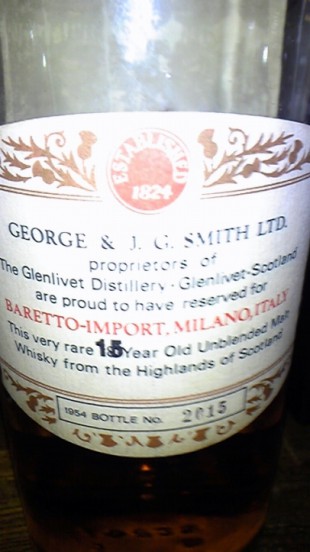 ESTABLISHED
1824
GEORGE & J. G. SMITH LTD.
proprietors of
The Glenlivet Distillery - Glenlivet-Scotland
are proud to have reserved for
BARETTO-IMPORT, MILANO, ITALY
This very rare 15 Year Old Unblended Malt
Whisky from the Highlands of Scotland
1954 BOTTLE No. 2015